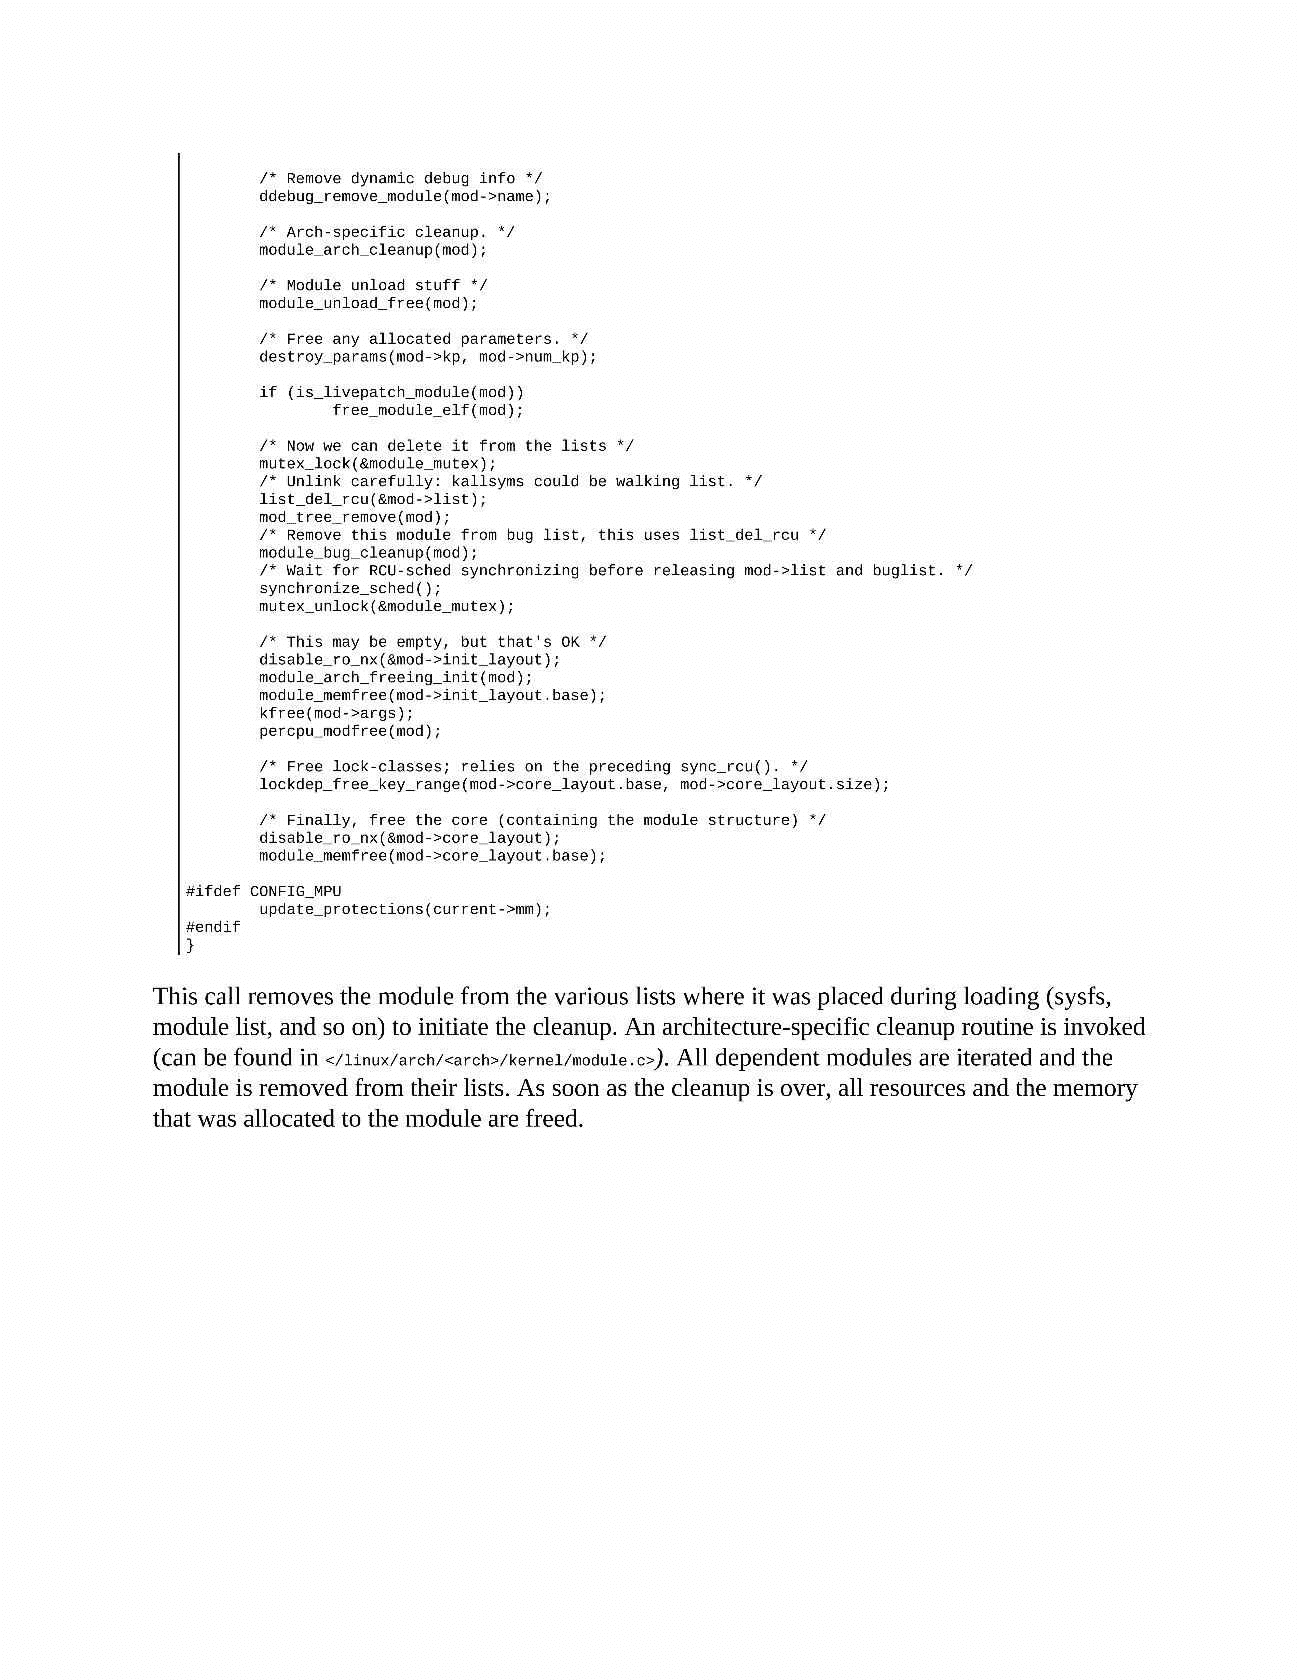 /* Remove dynamic debug info */
ddebug_remove_module(mod->name);
/* Arch-specific cleanup. */
module_arch_cleanup(mod);
/* Module unload stuff */
module_unload_free(mod);
/* Free any allocated parameters. */
destroy_params(mod->kp, mod->num_kp);
if (is_livepatch_module(mod))
free_module_elf(mod);
/* Now we can delete it from the lists */
mutex_lock(&module_mutex);
/* Unlink carefully: kallsyms could be walking list. */
list_del_rcu(&mod->list);
mod_tree_remove(mod);
/* Remove this module from bug list, this uses list_del_rcu */
module_bug_cleanup(mod);
/* Wait for RCU-sched synchronizing before releasing mod->list and buglist. */
synchronize_sched();
mutex_unlock(&module_mutex);
/* This may be empty, but that's OK */
disable_ro_nx(&mod->init_layout);
module_arch_freeing_init(mod);
module_memfree(mod->init_layout.base);
kfree(mod->args);
percpu_modfree(mod);
/* Free lock-classes; relies on the preceding sync_rcu(). */
lockdep_free_key_range(mod->core_layout.base, mod->core_layout.size);
/* Finally, free the core (containing the module structure) */
disable_ro_nx(&mod->core_layout);
module_memfree(mod->core_layout.base);
#ifdef CONFIG_MPU
update_protections(current->mm);
#endif
}
This call removes the module from the various lists where it was placed during loading (sysfs,
module list, and so on) to initiate the cleanup. An architecture-specific cleanup routine is invoked
(can be found in </linux/arch/<arch>/kernel/module.c>). All dependent modules are iterated and the
module is removed from their lists. As soon as the cleanup is over, all resources and the memory
that was allocated to the module are freed.